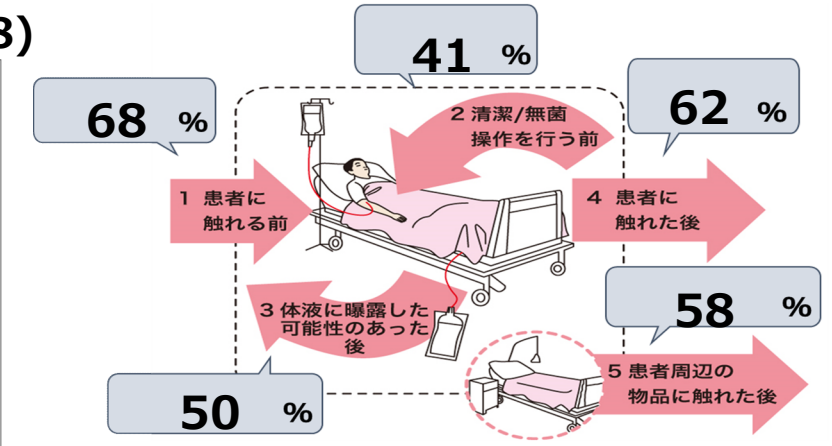 8)
41 %
68 %
62 %
2 清潔/無菌
操作を行う前
1 患者に
触れる前
4 患者に
触れた後
3 体液に曝露した
可能性のあった
後
58 %
5 患者周辺の
物品に触れた後
50 %